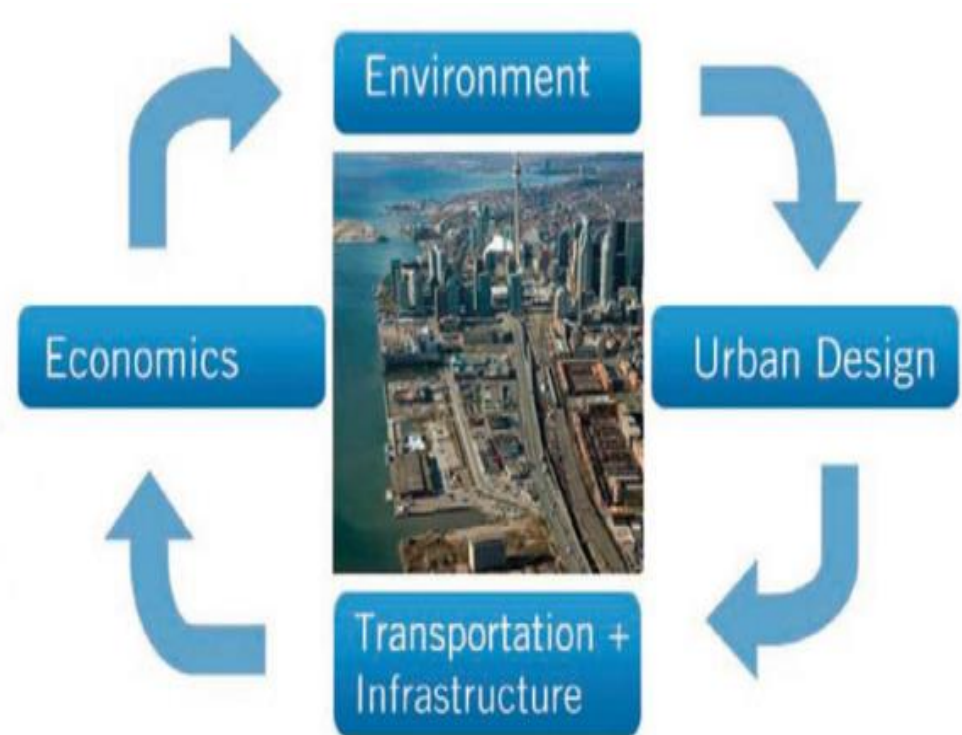 Environment
Economics
Urban Design
Transportation +
Infrastructure